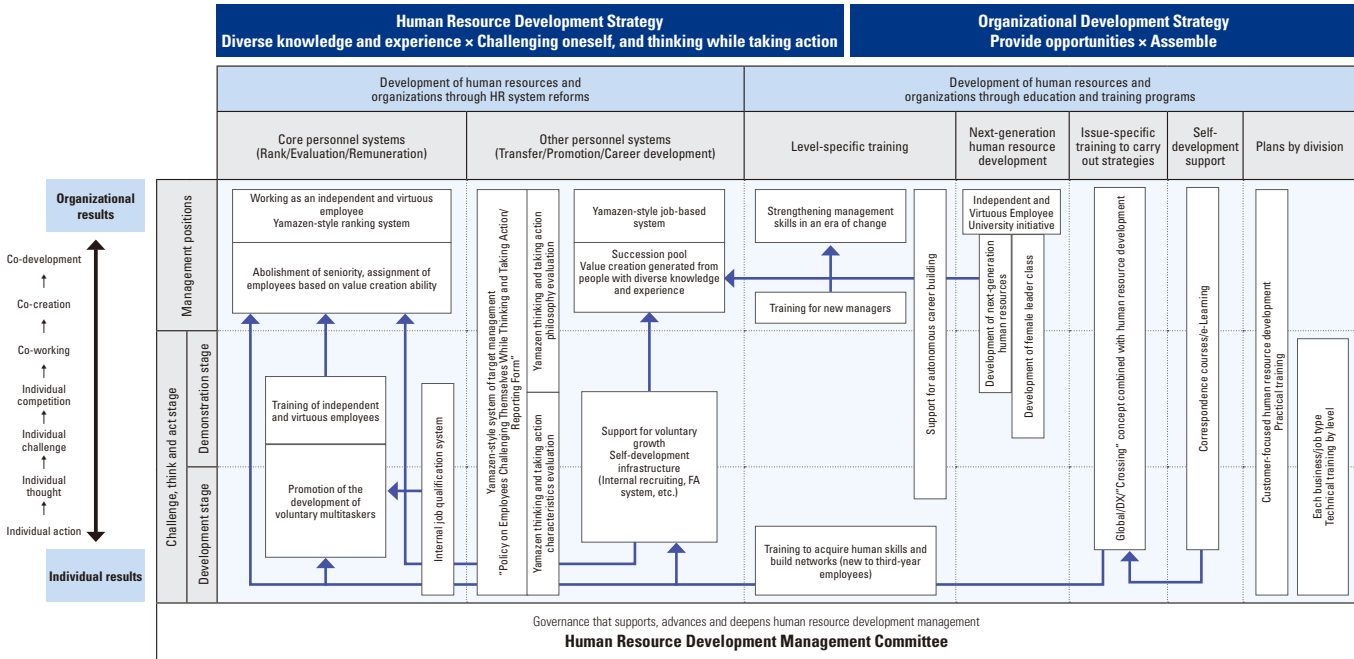 Human Resource Development Strategy
Diverse knowledge and experience × Challenging oneself, and thinking while taking action
Organizational Development Strategy
Provide opportunities × Assemble
Development of human resources and
organizations through HR system reforms
Development of human resources and
organizations through education and training programs
Core personnel systems
(Rank/Evaluation/Remuneration)
Other personnel systems
(Transfer/Promotion/Career development)
Level-specific training
Next-generation
human resource
development
Issue-specific
training to carry
out strategies
Self-
development
support
Plans by division
Organizational
results
Co-development
Co-creation
Co-working
Individual
competition
Individual
challenge
Individual
thought
Individual action
Individual results
Management positions
Challenge, think and act stage
Demonstration stage
Development stage
Working as an independent and virtuous
employee
Yamazen-style ranking system
Abolishment of seniority, assignment of
employees based on value creation ability
Training of independent
and virtuous employees
Promotion of the
development of
voluntary multitaskers
Internal job qualification system
Yamazen-style system of target management
"Policy on Employees Challenging Themselves While Thinking and Taking Action/
Reporting Form"
Yamazen thinking and taking action
philosophy evaluation
Yamazen thinking and taking action
characteristics evaluation
Yamazen-style job-based
system
Succession pool
Value creation generated from
people with diverse knowledge
and experience
Support for voluntary
growth
Self-development
infrastructure
(Internal recruiting, FA
system, etc.)
Strengthening management
skills in an era of change
Training for new managers
Training to acquire human skills and
build networks (new to third-year
employees)
Support for autonomous career building
Independent and
Virtuous Employee
University initiative
Development of next-generation
human resources
Development of female leader class
Global/DX/"Crossing" concept combined with human resource development
Correspondence courses/e-Learning
Customer-focused human resource development
Practical training
Each business/job type
Technical training by level
Governance that supports, advances and deepens human resource development management
Human Resource Development Management Committee